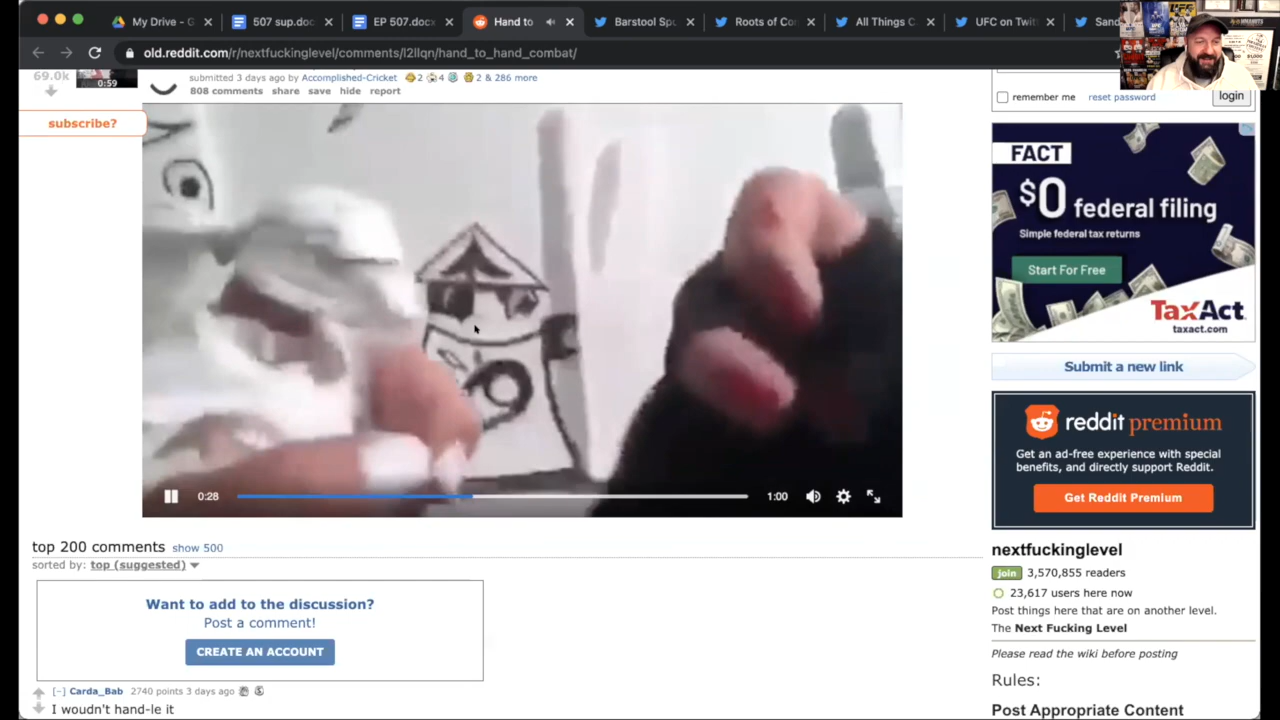 My Drive - G
507 sup.doc
EP 507.docx
Hand to
Barstool Sp
Roots of Co
All Things C
UFC on Twit
Sand
old.reddit.com/r/nextfuckinglevel/comments/l2llgn/hand_to_hand_co/
69.0k
0:59
submitted 3 days ago by Accomplished-Cricket 2 2 & 286 more
808 comments share save hide report
subscribe?
remember me reset password login
FACT
$0 federal filing
Simple federal tax returns
Start For Free
TaxAct
taxact.com
Submit a new link
reddit premium
Get an ad-free experience with special
benefits, and directly support Reddit.
Get Reddit Premium
0:28
1:00
top 200 comments show 500
sorted by: top (suggested)
Want to add to the discussion?
Post a comment!
CREATE AN ACCOUNT
[-] Carda_Bab 2740 points 3 days ago
I woudn't hand-le it
nextfuckinglevel
join 3,570,855 readers
23,617 users here now
Post things here that are on another level.
The Next Fucking Level
Please read the wiki before posting
Rules:
Post Appropriate Content